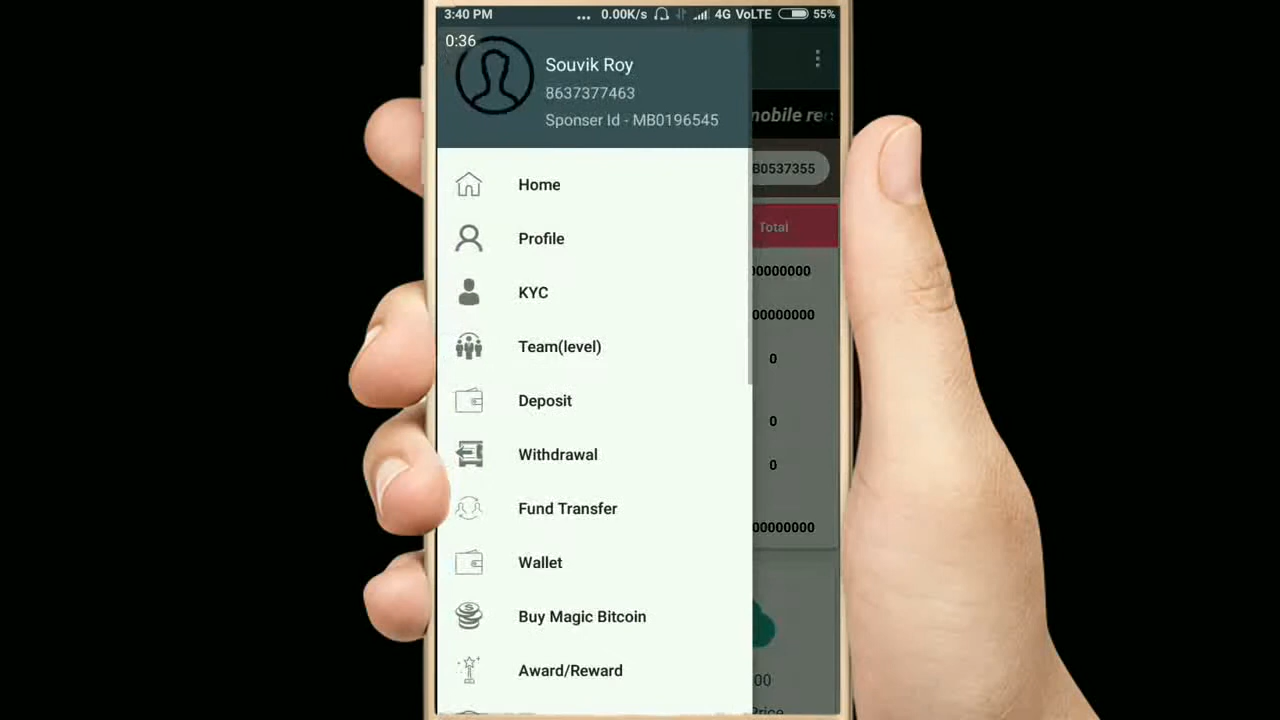 3:40 PM ... 0.00K/s 4G VoLTE 55%
0:36
Souvik Roy
8637377463
Sponser Id - MB0196545
Home
Profile
KYC
Team(level)
Deposit
Withdrawal
Fund Transfer
Wallet
Buy Magic Bitcoin
Award/Reward
mobile re
B0537355
Total
00000000
00000000
0
0
0
00000000
00
Price